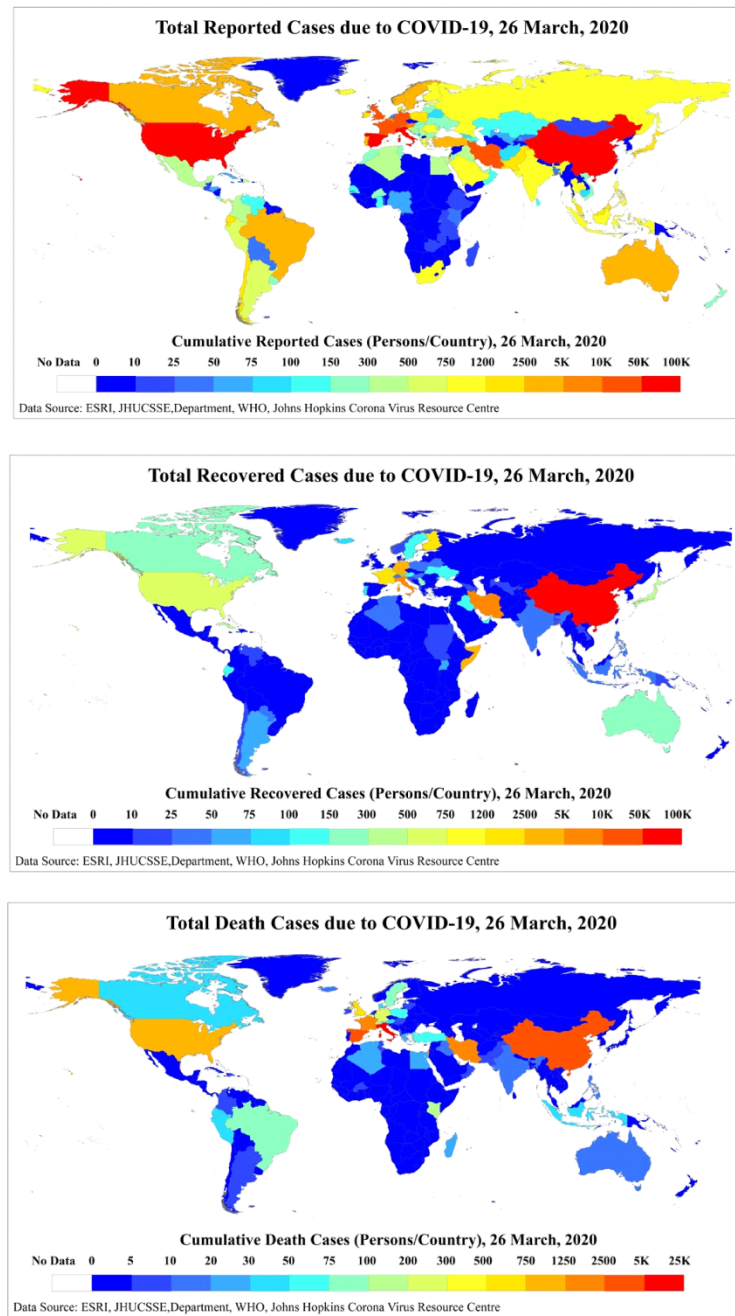 Total Reported Cases due to COVID-19, 26 March, 2020
Cumulative Reported Cases (Persons/Country), 26 March, 2020
No Data 0 10 25 50 75 100 150 300 500 750 1200 2500 5K 10K 50K 100K
Data Source: ESRI, JHUCSSE,Department, WHO, Johns Hopkins Corona Virus Resource Centre
Total Recovered Cases due to COVID-19, 26 March, 2020
Cumulative Recovered Cases (Persons/Country), 26 March, 2020
No Data 0 10 25 50 75 100 150 300 500 750 1200 2500 5K 10K 50K 100K
Data Source: ESRI, JHUCSSE,Department, WHO, Johns Hopkins Corona Virus Resource Centre
Total Death Cases due to COVID-19, 26 March, 2020
Cumulative Death Cases (Persons/Country), 26 March, 2020
No Data 0 5 10 20 30 50 75 100 200 300 500 750 1250 2500 5K 25K
Data Source: ESRI, JHUCSSE,Department, WHO, Johns Hopkins Corona Virus Resource Centre